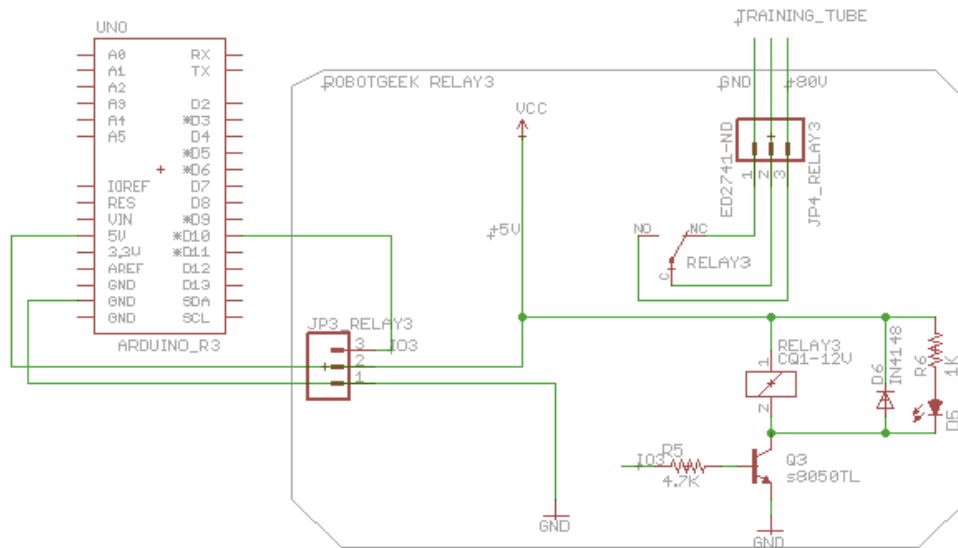 UNO
A0 RX
A1 TX
A2
A3 D2
A4 *D3
A5 D4
*D5
*D6
IOREF D7
RES D8
VIN *D9
5V *D10
3.3V *D11
AREF D12
GND D13
GND SDA
GND SCL
ARDUINO_R3
TRAINING_TUBE
ROBOTGEEK RELAY3
GND
+80V
VCC
ED2741-ND
1
2
3
JP4_RELAY3
+5V
NO
NC
C
RELAY3
JP3_RELAY3
3
2
1
IO3
GND
RELAY3
CQ1-12V
1
2
D6
IN4148
R6
1K
D5
IO3
R5
4.7K
Q3
s8050TL
GND